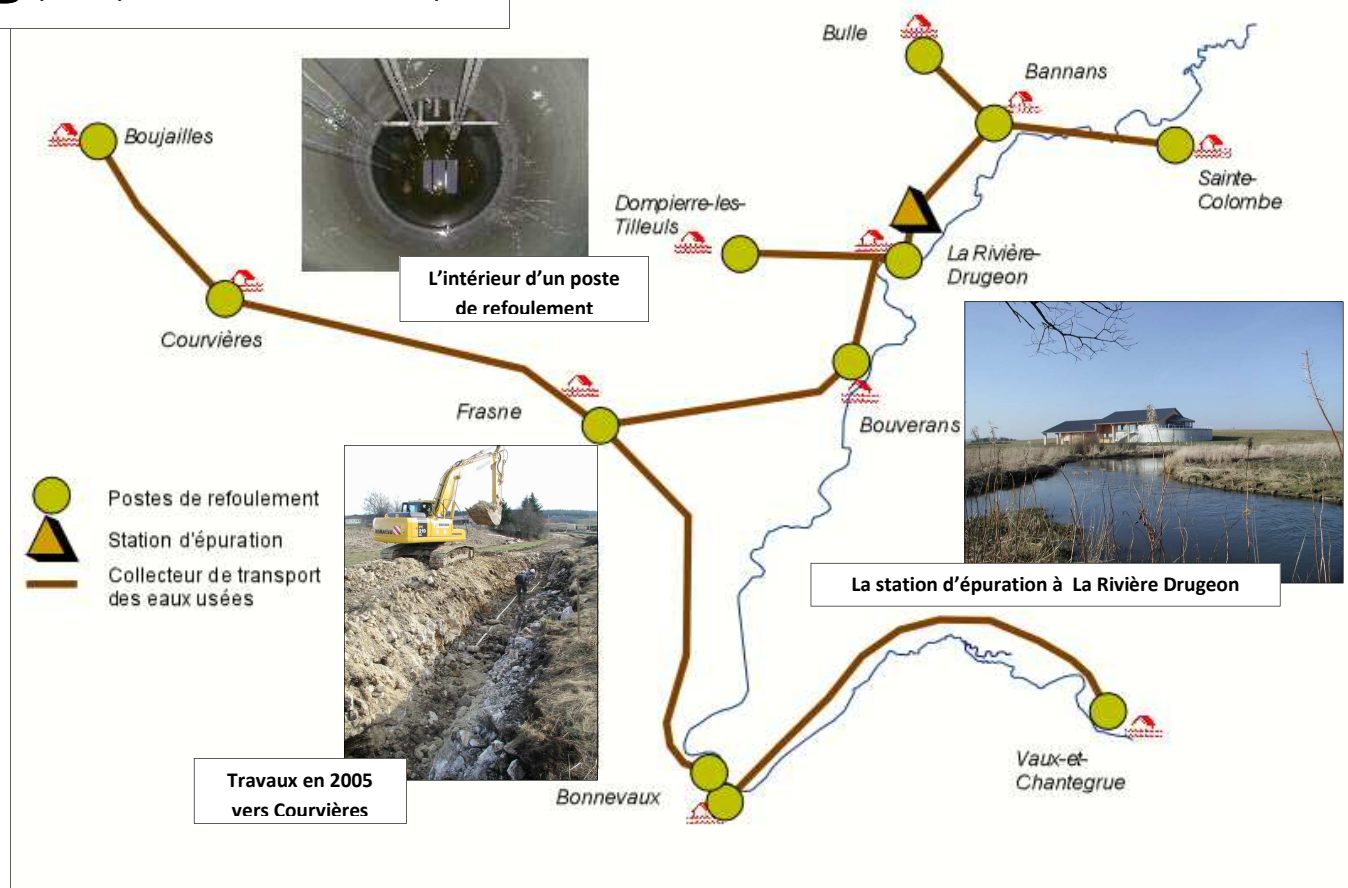 Bulle
Bannans
Boujailles
Sainte-
Colombe
Dompierre-les-
Tilleuls
La Rivière-
Drugeon
L'intérieur d'un poste
de refoulement
Courvières
Frasne
Bouverans
Postes de refoulement
Station d'épuration
Collecteur de transport
des eaux usées
La station d'épuration à La Rivière Drugeon
Travaux en 2005
vers Courvières
Bonnevaux
Vaux-et-
Chantegrue